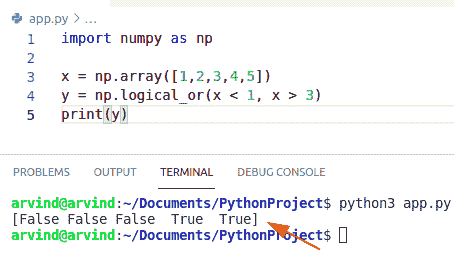 app.py > ...
1 import numpy as np
2
3 x = np.array([1,2,3,4,5])
4 y = np.logical_or(x < 1, x > 3)
5 print(y)
PROBLEMS OUTPUT TERMINAL DEBUG CONSOLE
arvind@arvind:~/Documents/PythonProject$ python3 app.py
[False False False  True  True]
arvind@arvind:~/Documents/PythonProject$